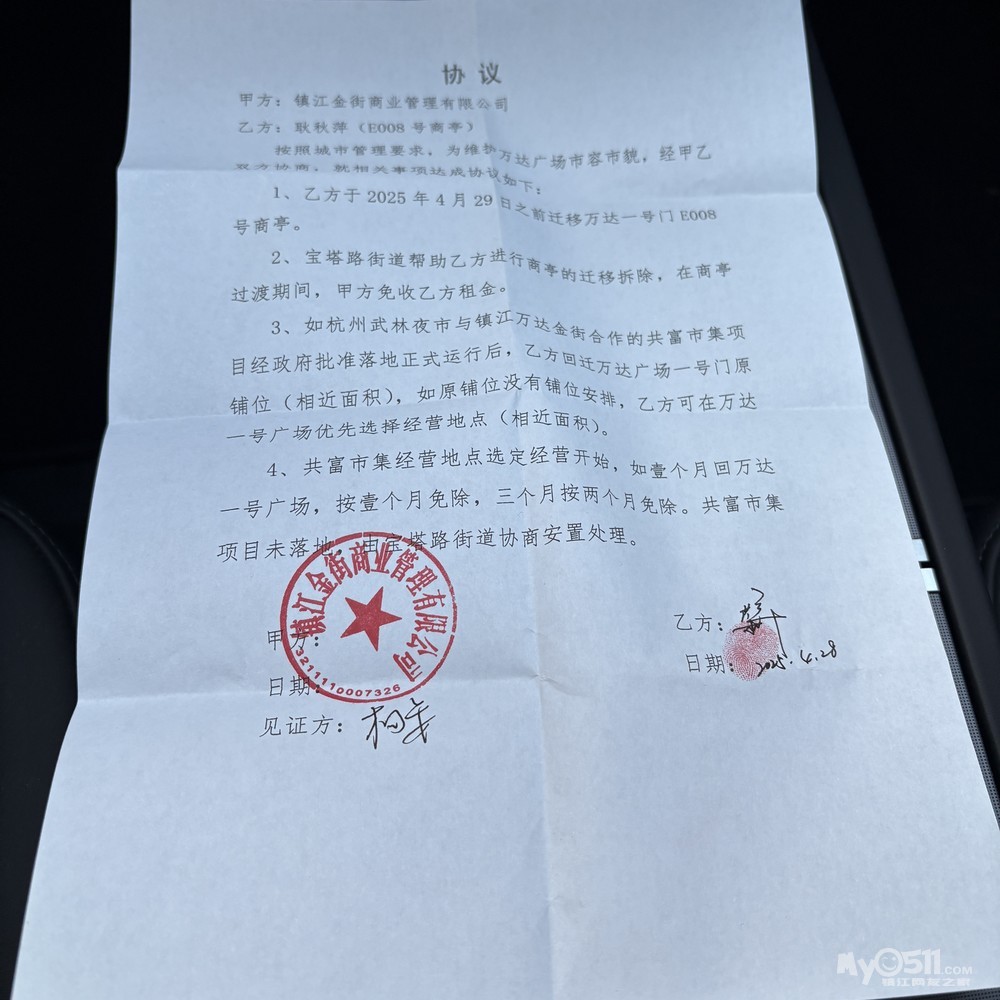 协 议
甲方：镇江金街商业管理有限公司
乙方：耿秋萍（E008号商亭）
按照城市管理要求，为维护万达广场市容市貌，经甲乙
双方协商，就相关事项达成协议如下：
1、乙方于2025年4月29日之前迁移万达一号门E008
号商亭。
2、宝塔路街道帮助乙方进行商亭的迁移拆除，在商亭
过渡期间，甲方免收乙方租金。
3、如杭州武林夜市与镇江万达金街合作的共富市集项
目经政府批准落地正式运行后，乙方回迁万达广场一号门原
铺位（相近面积），如原铺位没有铺位安排，乙方可在万达
一号广场优先选择经营地点（相近面积）。
4、共富市集经营地点选定经营开始，如壹个月回万达
一号广场，按壹个月免除，三个月按两个月免除。共富市集
项目未落地，由宝塔路街道协商安置处理。
镇江金街商业管理有限公司
3211110007326
甲方：
乙方：
日期：
日期：2025.4.28
见证方：
My0511.COM
镇江网友之家